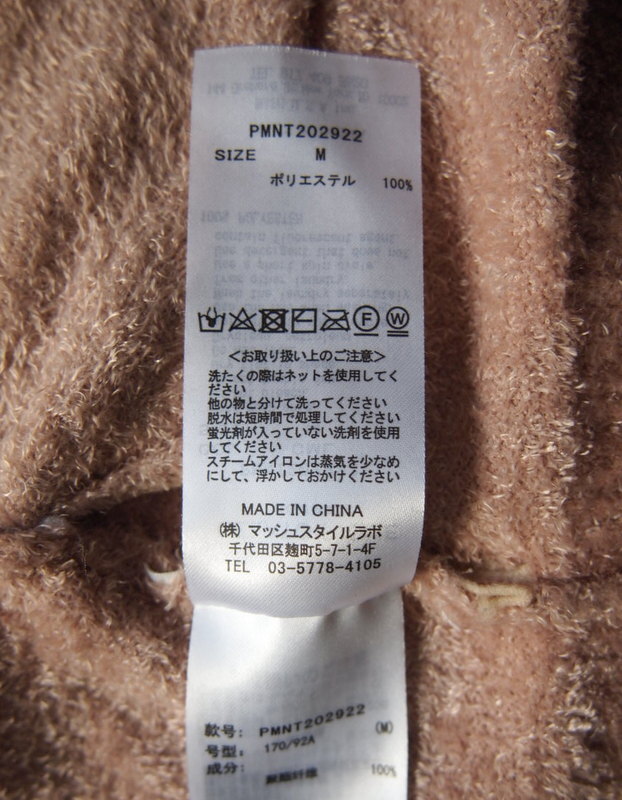 PMNT202922
SIZE M
ポリエステル 100%
F W
＜お取り扱い上のご注意＞
洗たくの際はネットを使用してく
ださい
他の物と分けて洗ってください
脱水は短時間で処理してください
蛍光剤が入っていない洗剤を使用
してください
スチームアイロンは蒸気を少なめ
にして、浮かしておかけください
MADE IN CHINA
(株) マッシュスタイルラボ
千代田区麹町5-7-1-4F
TEL 03-5778-4105
款号: PMNT202922 (M)
号型: 170/92A
成分: 聚酯纤维 100%